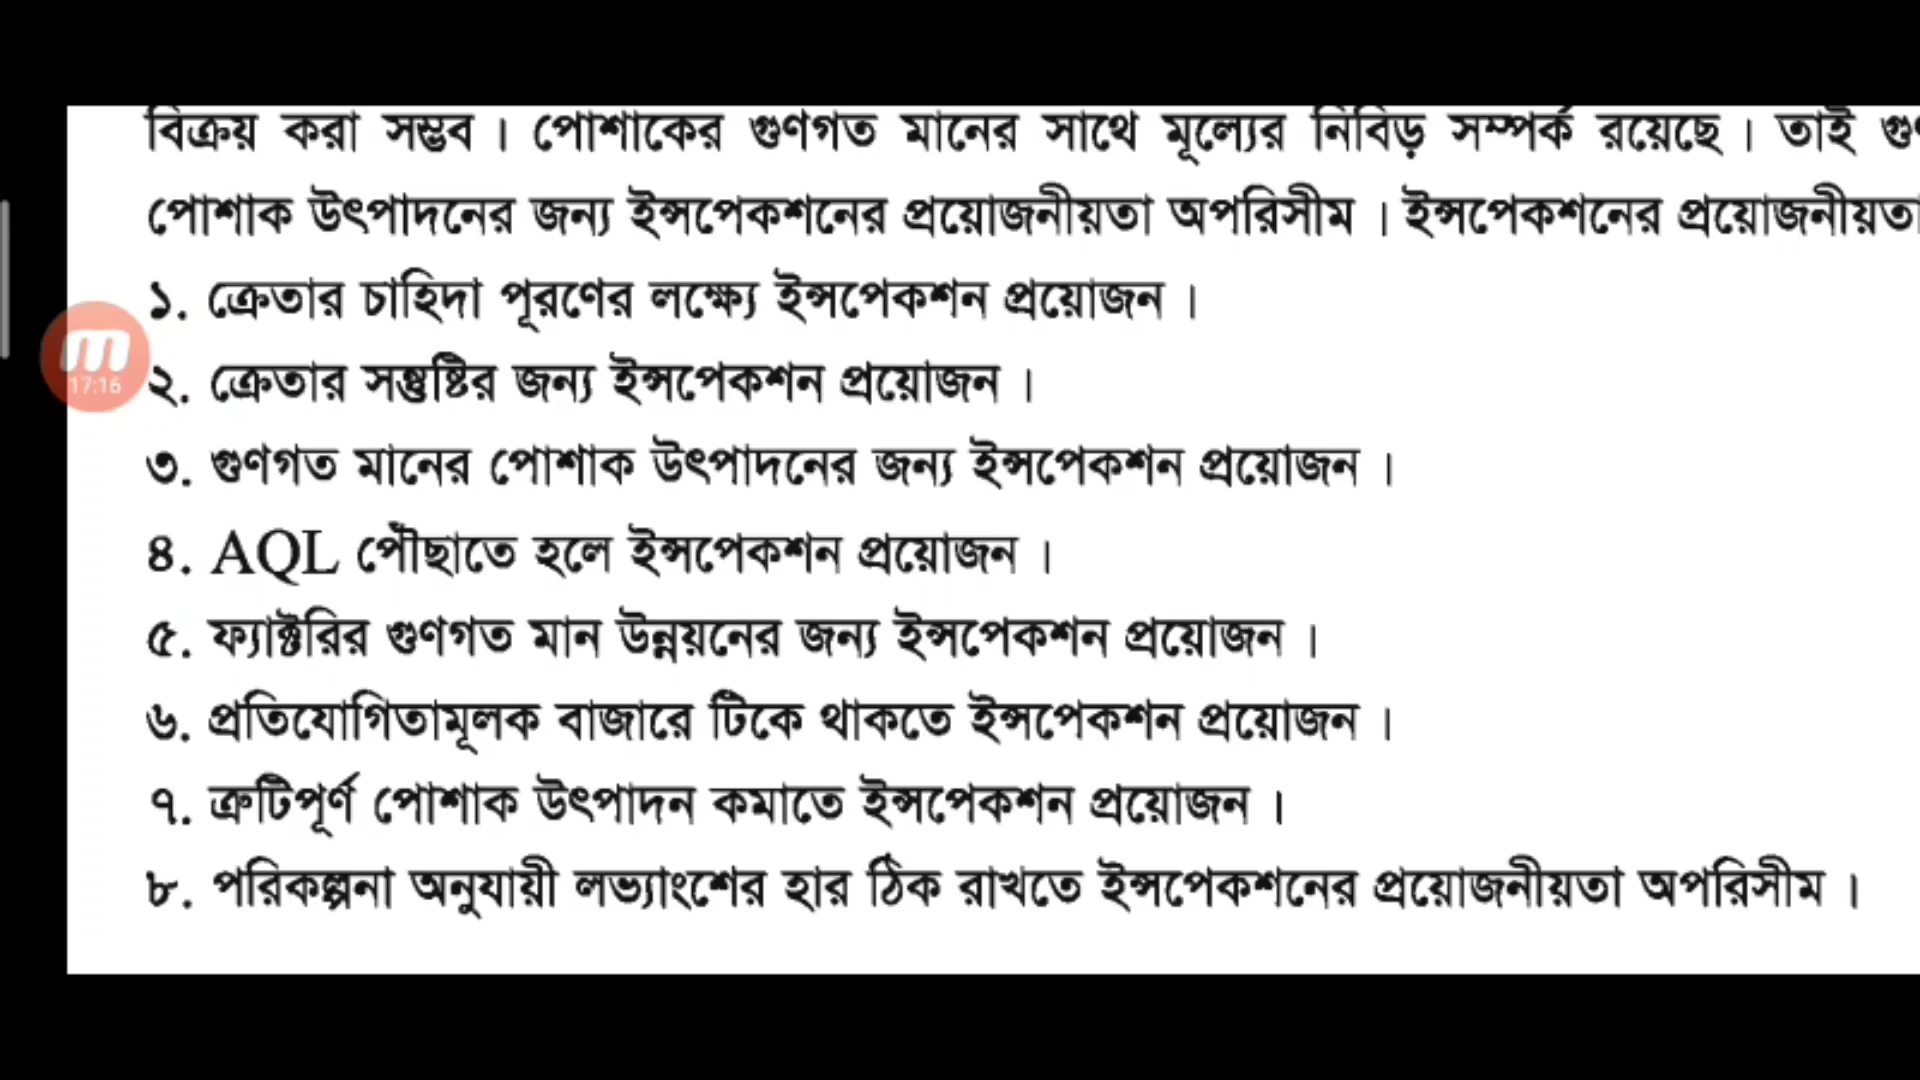 বিক্রয় করা সম্ভব । পোশাকের গুণগত মানের সাথে মূল্যের নিবিড় সম্পর্ক রয়েছে । তাই
পোশাক উৎপাদনের জন্য ইন্সপেকশনের প্রয়োজনীয়তা অপরিসীম । ইন্সপেকশনের প্রয়োজনীয়তা
১. ক্রেতার চাহিদা পূরণের লক্ষ্যে ইন্সপেকশন প্রয়োজন ।
17:16
২. ক্রেতার সন্তুষ্টির জন্য ইন্সপেকশন প্রয়োজন ।
৩. গুণগত মানের পোশাক উৎপাদনের জন্য ইন্সপেকশন প্রয়োজন ।
৪. AQL পৌঁছাতে হলে ইন্সপেকশন প্রয়োজন ।
৫. ফ্যাক্টরির গুণগত মান উন্নয়নের জন্য ইন্সপেকশন প্রয়োজন ।
৬. প্রতিযোগিতামূলক বাজারে টিকে থাকতে ইন্সপেকশন প্রয়োজন ।
৭. ত্রুটিপূর্ণ পোশাক উৎপাদন কমাতে ইন্সপেকশন প্রয়োজন ।
৮. পরিকল্পনা অনুযায়ী লভ্যাংশের হার ঠিক রাখতে ইন্সপেকশনের প্রয়োজনীয়তা অপরিসীম ।